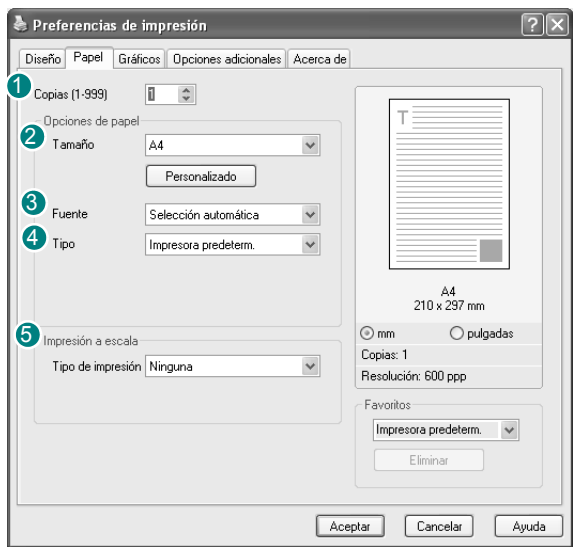 Preferencias de impresión
Diseño Papel Gráficos Opciones adicionales Acerca de
1
Copias (1-999) 1
Opciones de papel
2
Tamaño A4
Personalizado
3
Fuente Selección automática
4
Tipo Impresora predeterm.
5
Impresión a escala
Tipo de impresión Ninguna
T
A4
210 x 297 mm
mm pulgadas
Copias: 1
Resolución: 600 ppp
Favoritos
Impresora predeterm.
Eliminar
Aceptar Cancelar Ayuda